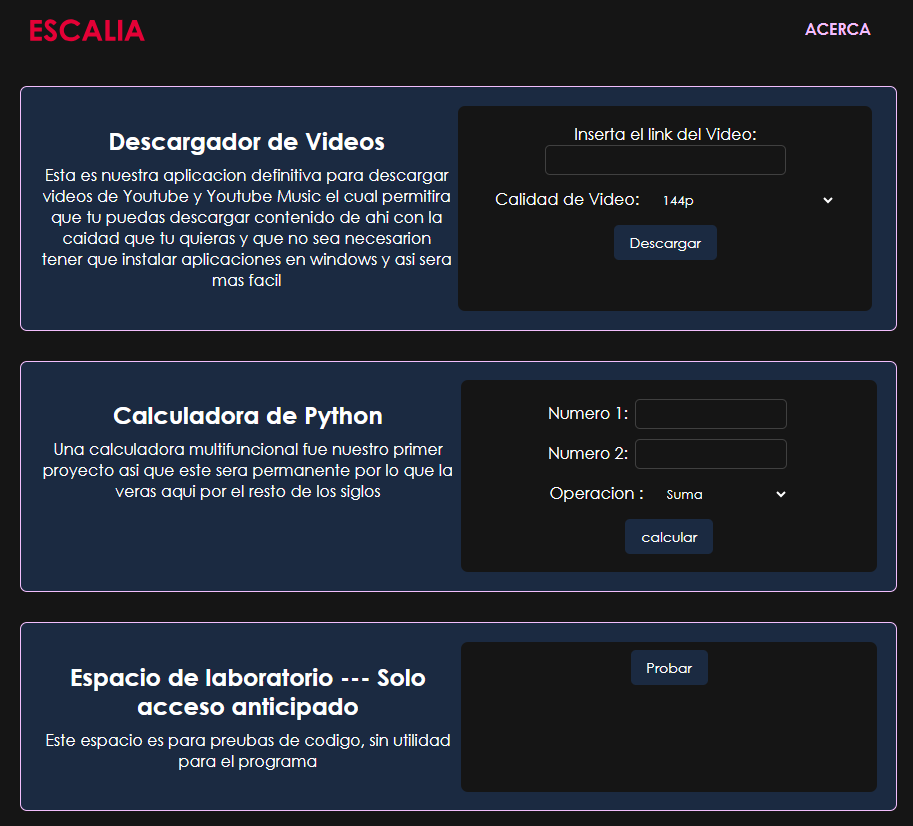 ESCALIA
ACERCA
Descargador de Videos
Esta es nuestra aplicacion definitiva para descargar
videos de Youtube y Youtube Music el cual permitira
que tu puedas descargar contenido de ahi con la
caidad que tu quieras y que no sea necesarion
tener que instalar aplicaciones en windows y asi sera
mas facil
Inserta el link del Video:
Calidad de Video: 144p
Descargar
Calculadora de Python
Una calculadora multifuncional fue nuestro primer
proyecto asi que este sera permanente por lo que la
veras aqui por el resto de los siglos
Numero 1:
Numero 2:
Operacion : Suma
calcular
Espacio de laboratorio --- Solo
acceso anticipado
Este espacio es para preubas de codigo, sin utilidad
para el programa
Probar